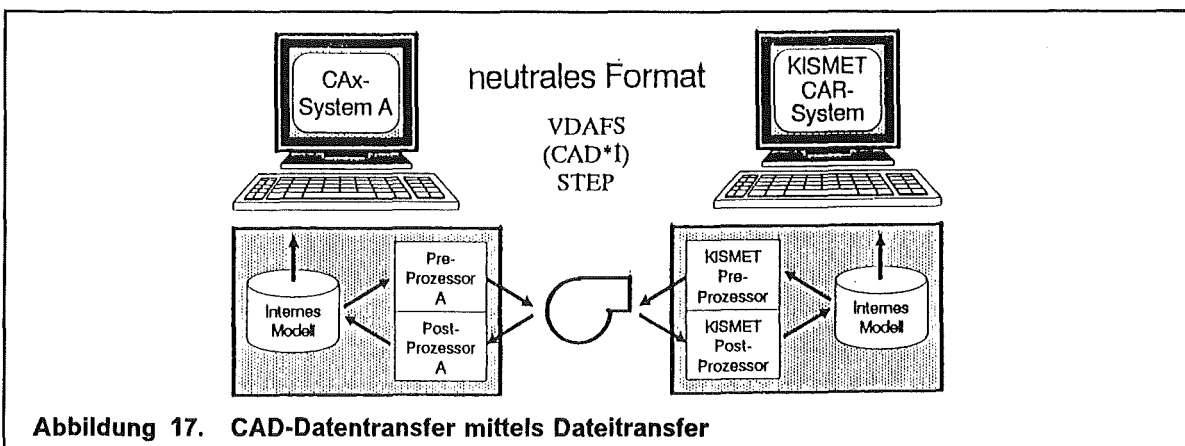 CAx-
System A
neutrales Format
VDAFS
(CAD*I)
STEP
KISMET
CAR-
System
Internes
Modell
Pre-
Prozessor
A
Post-
Prozessor
A
KISMET
Pre-
Prozessor
KISMET
Post-
Prozessor
Internes
Modell
Abbildung 17. CAD-Datentransfer mittels Dateitransfer